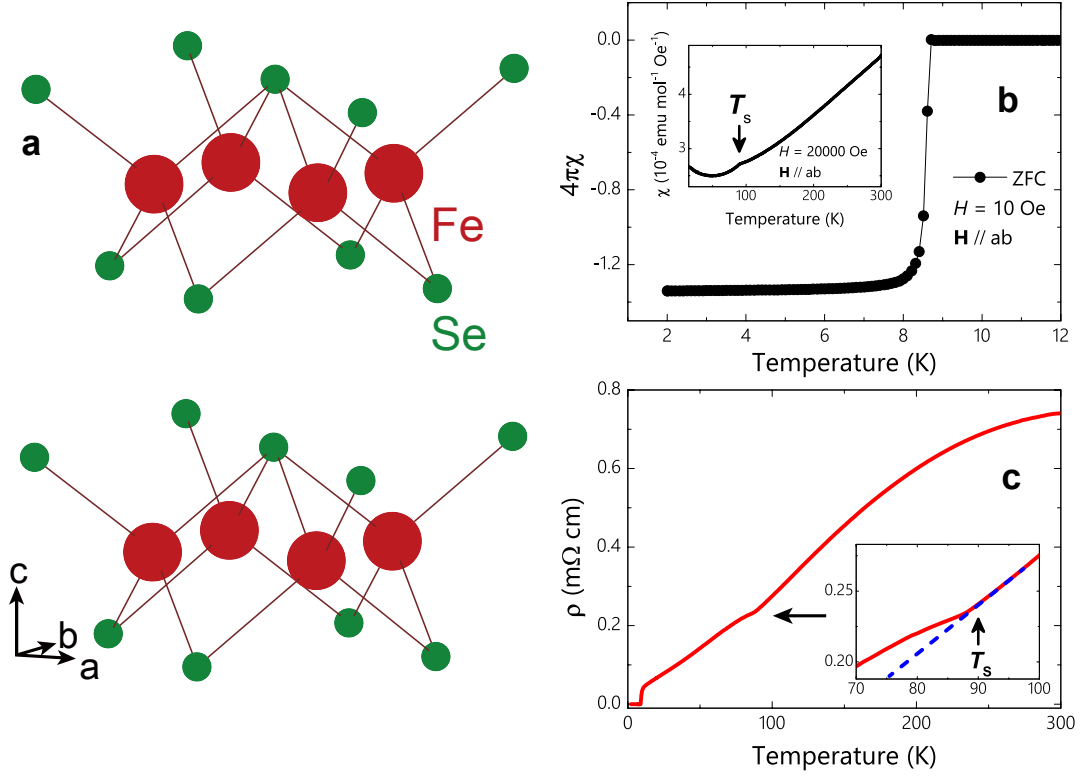 a
Fe
Se
c
b
a
b
0.0
-0.4
-0.8
-1.2
4πχ
2
4
6
8
10
12
Temperature (K)
ZFC
H = 10 Oe
H // ab
χ (10⁻⁴ emu mol⁻¹ Oe⁻¹)
4
3
100
200
300
Temperature (K)
Tₛ
H = 20000 Oe
H // ab
c
0.8
0.6
0.4
0.2
0.0
ρ (mΩ cm)
0
100
200
300
Temperature (K)
0.25
0.20
70
80
90
100
Tₛ